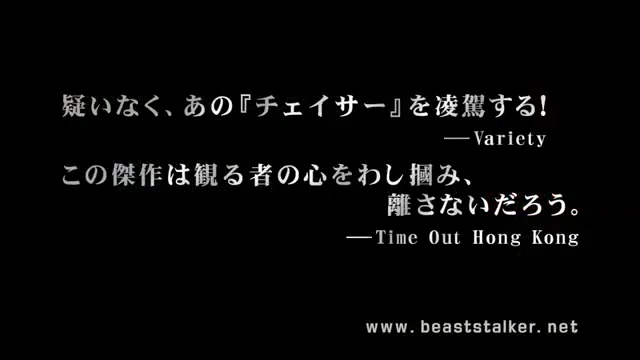 疑いなく、あの『チェイサー』を凌駕する!
―Variety
この傑作は観る者の心をわし掴み、
離さないだろう。
―Time Out Hong Kong
www.beaststalker.net